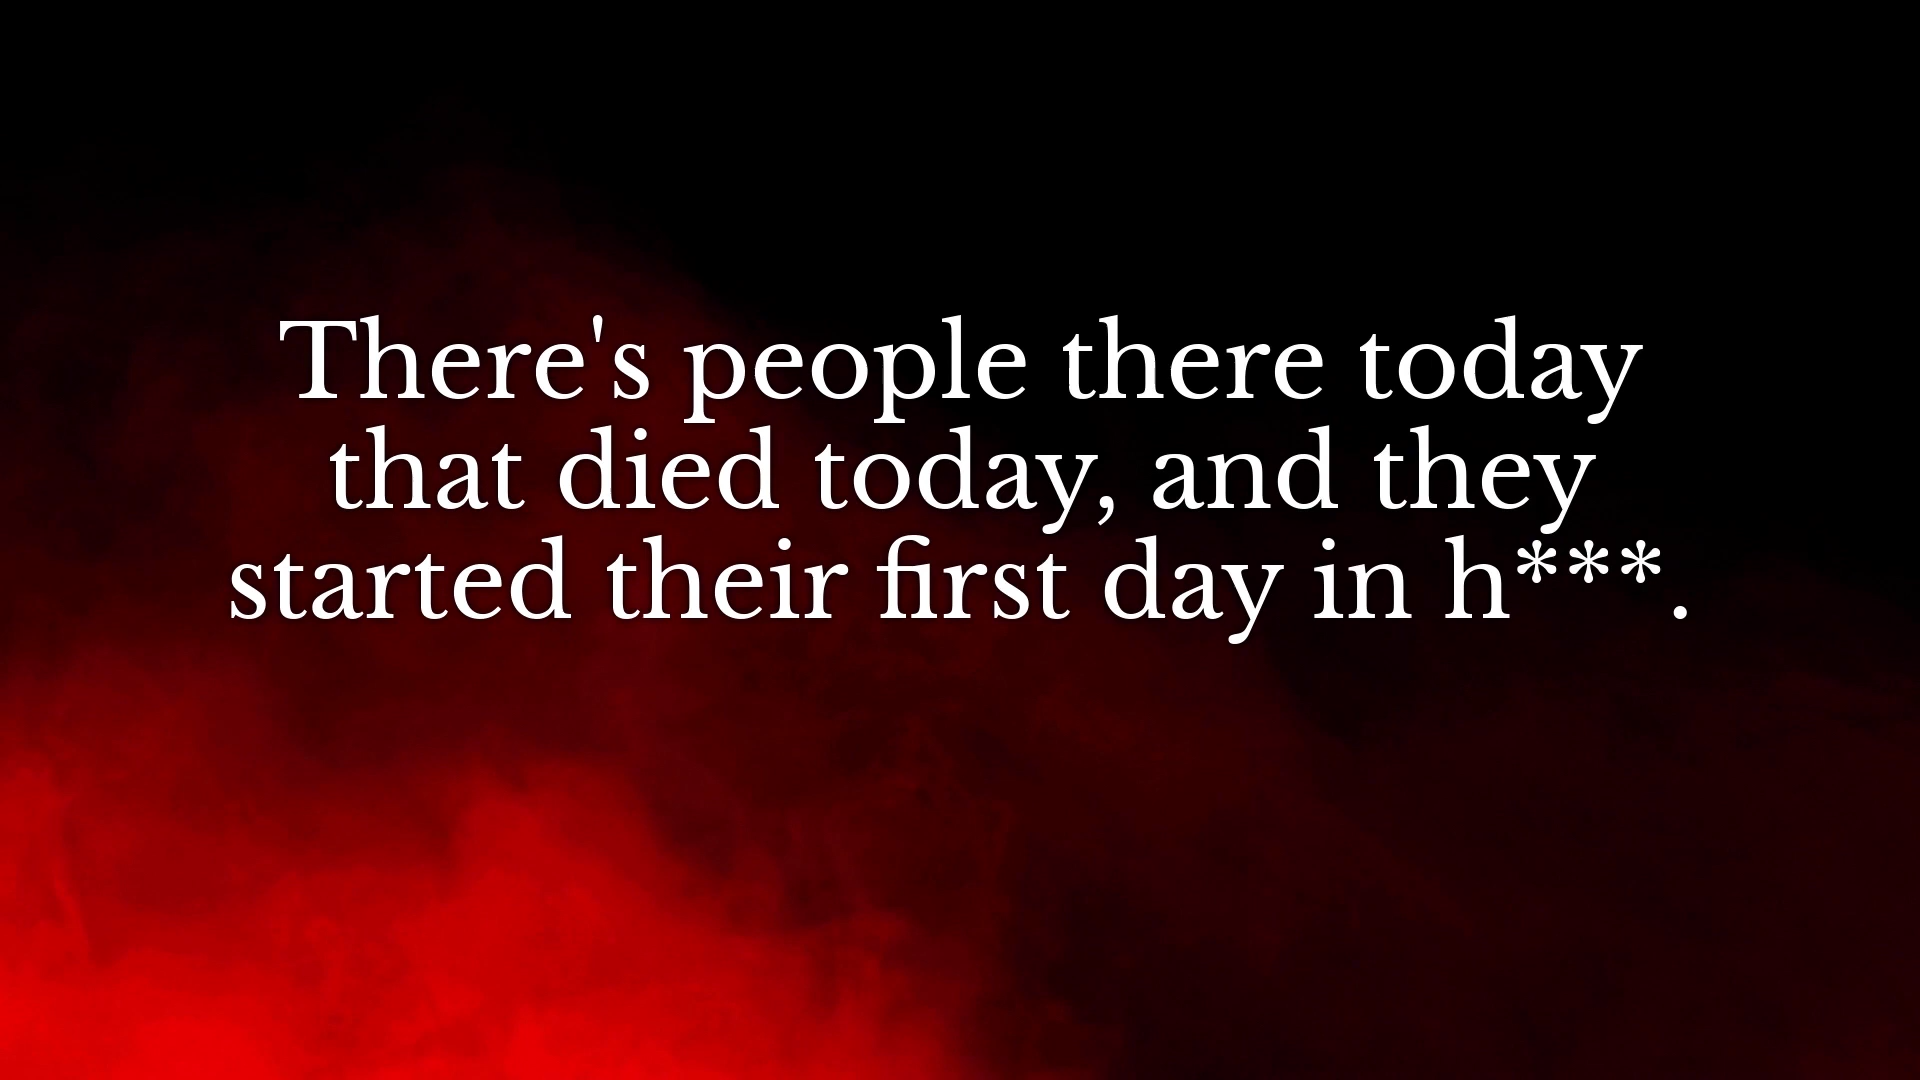 There's people there today
that died today, and they
started their first day in h***.